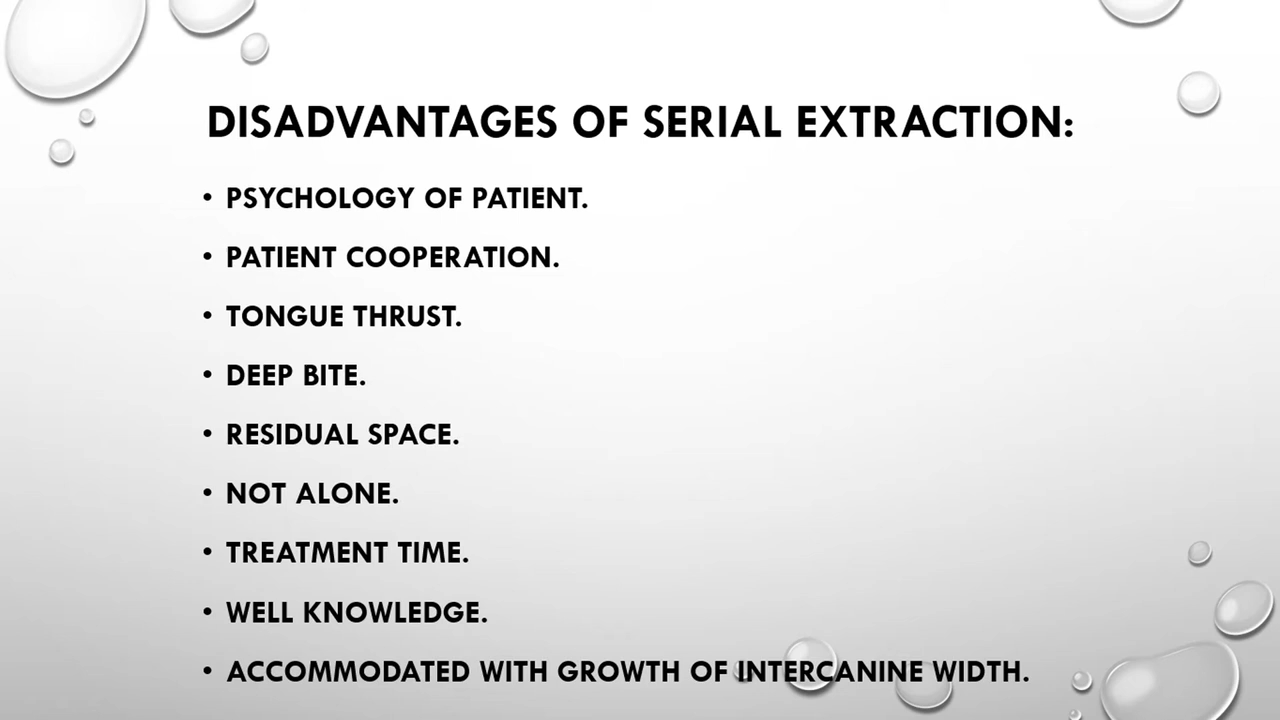 DISADVANTAGES OF SERIAL EXTRACTION:
• PSYCHOLOGY OF PATIENT.
• PATIENT COOPERATION.
• TONGUE THRUST.
• DEEP BITE.
• RESIDUAL SPACE.
• NOT ALONE.
• TREATMENT TIME.
• WELL KNOWLEDGE.
• ACCOMMODATED WITH GROWTH OF INTERCANINE WIDTH.